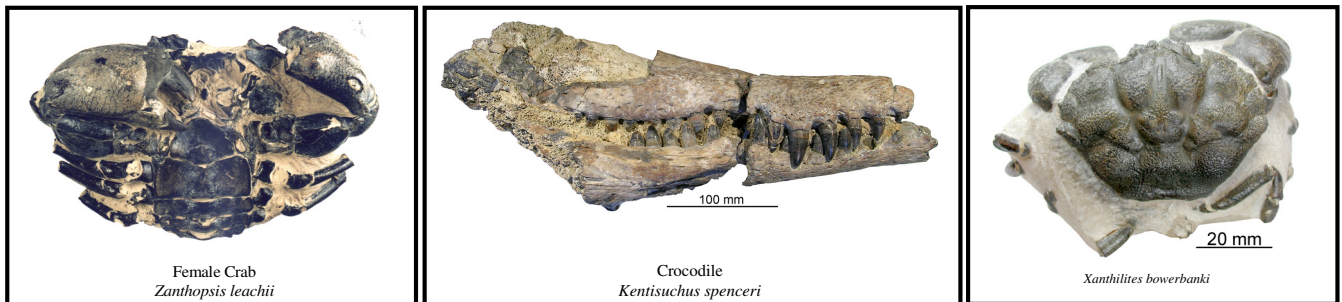 Female Crab
Zanthopsis leachii
100 mm
Crocodile
Kentisuchus spenceri
20 mm
Xanthilites bowerbanki